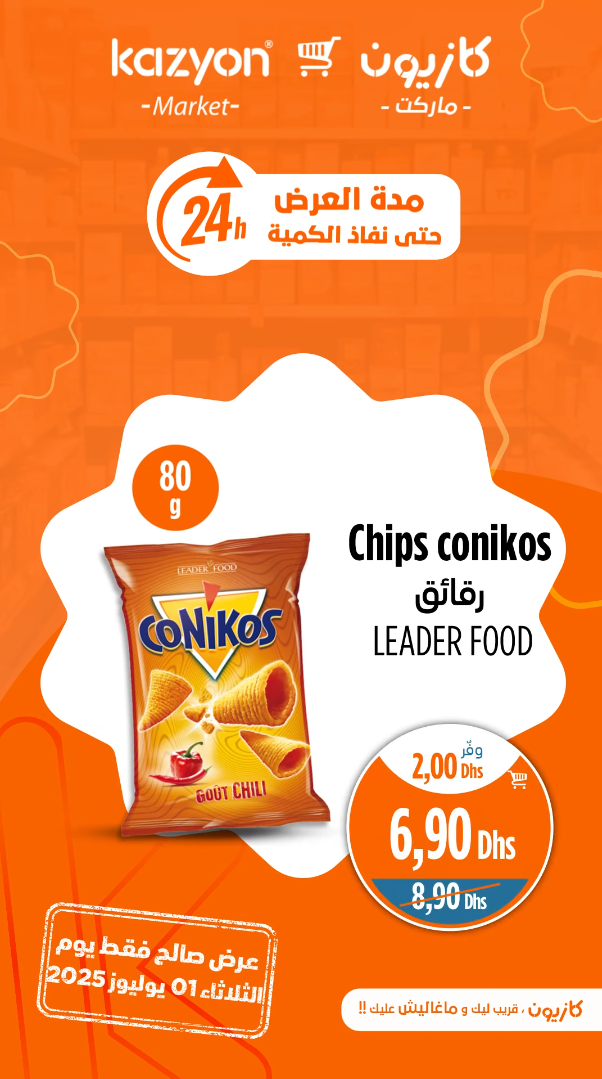 kazyon®
-Market-
كازيون
- ماركت -
24h
مدة العرض
حتى نفاذ الكمية
80
g
Chips conikos
رقائق
LEADER FOOD
LEADER FOOD
CONIKOS
GOÛT CHILI
وفّر
2,00 Dhs
6,90 Dhs
8,90 Dhs
عرض صالح فقط يوم
الثلاثاء 01 يوليوز 2025
كازيون ، قريب ليك و ماغاليش عليك !!